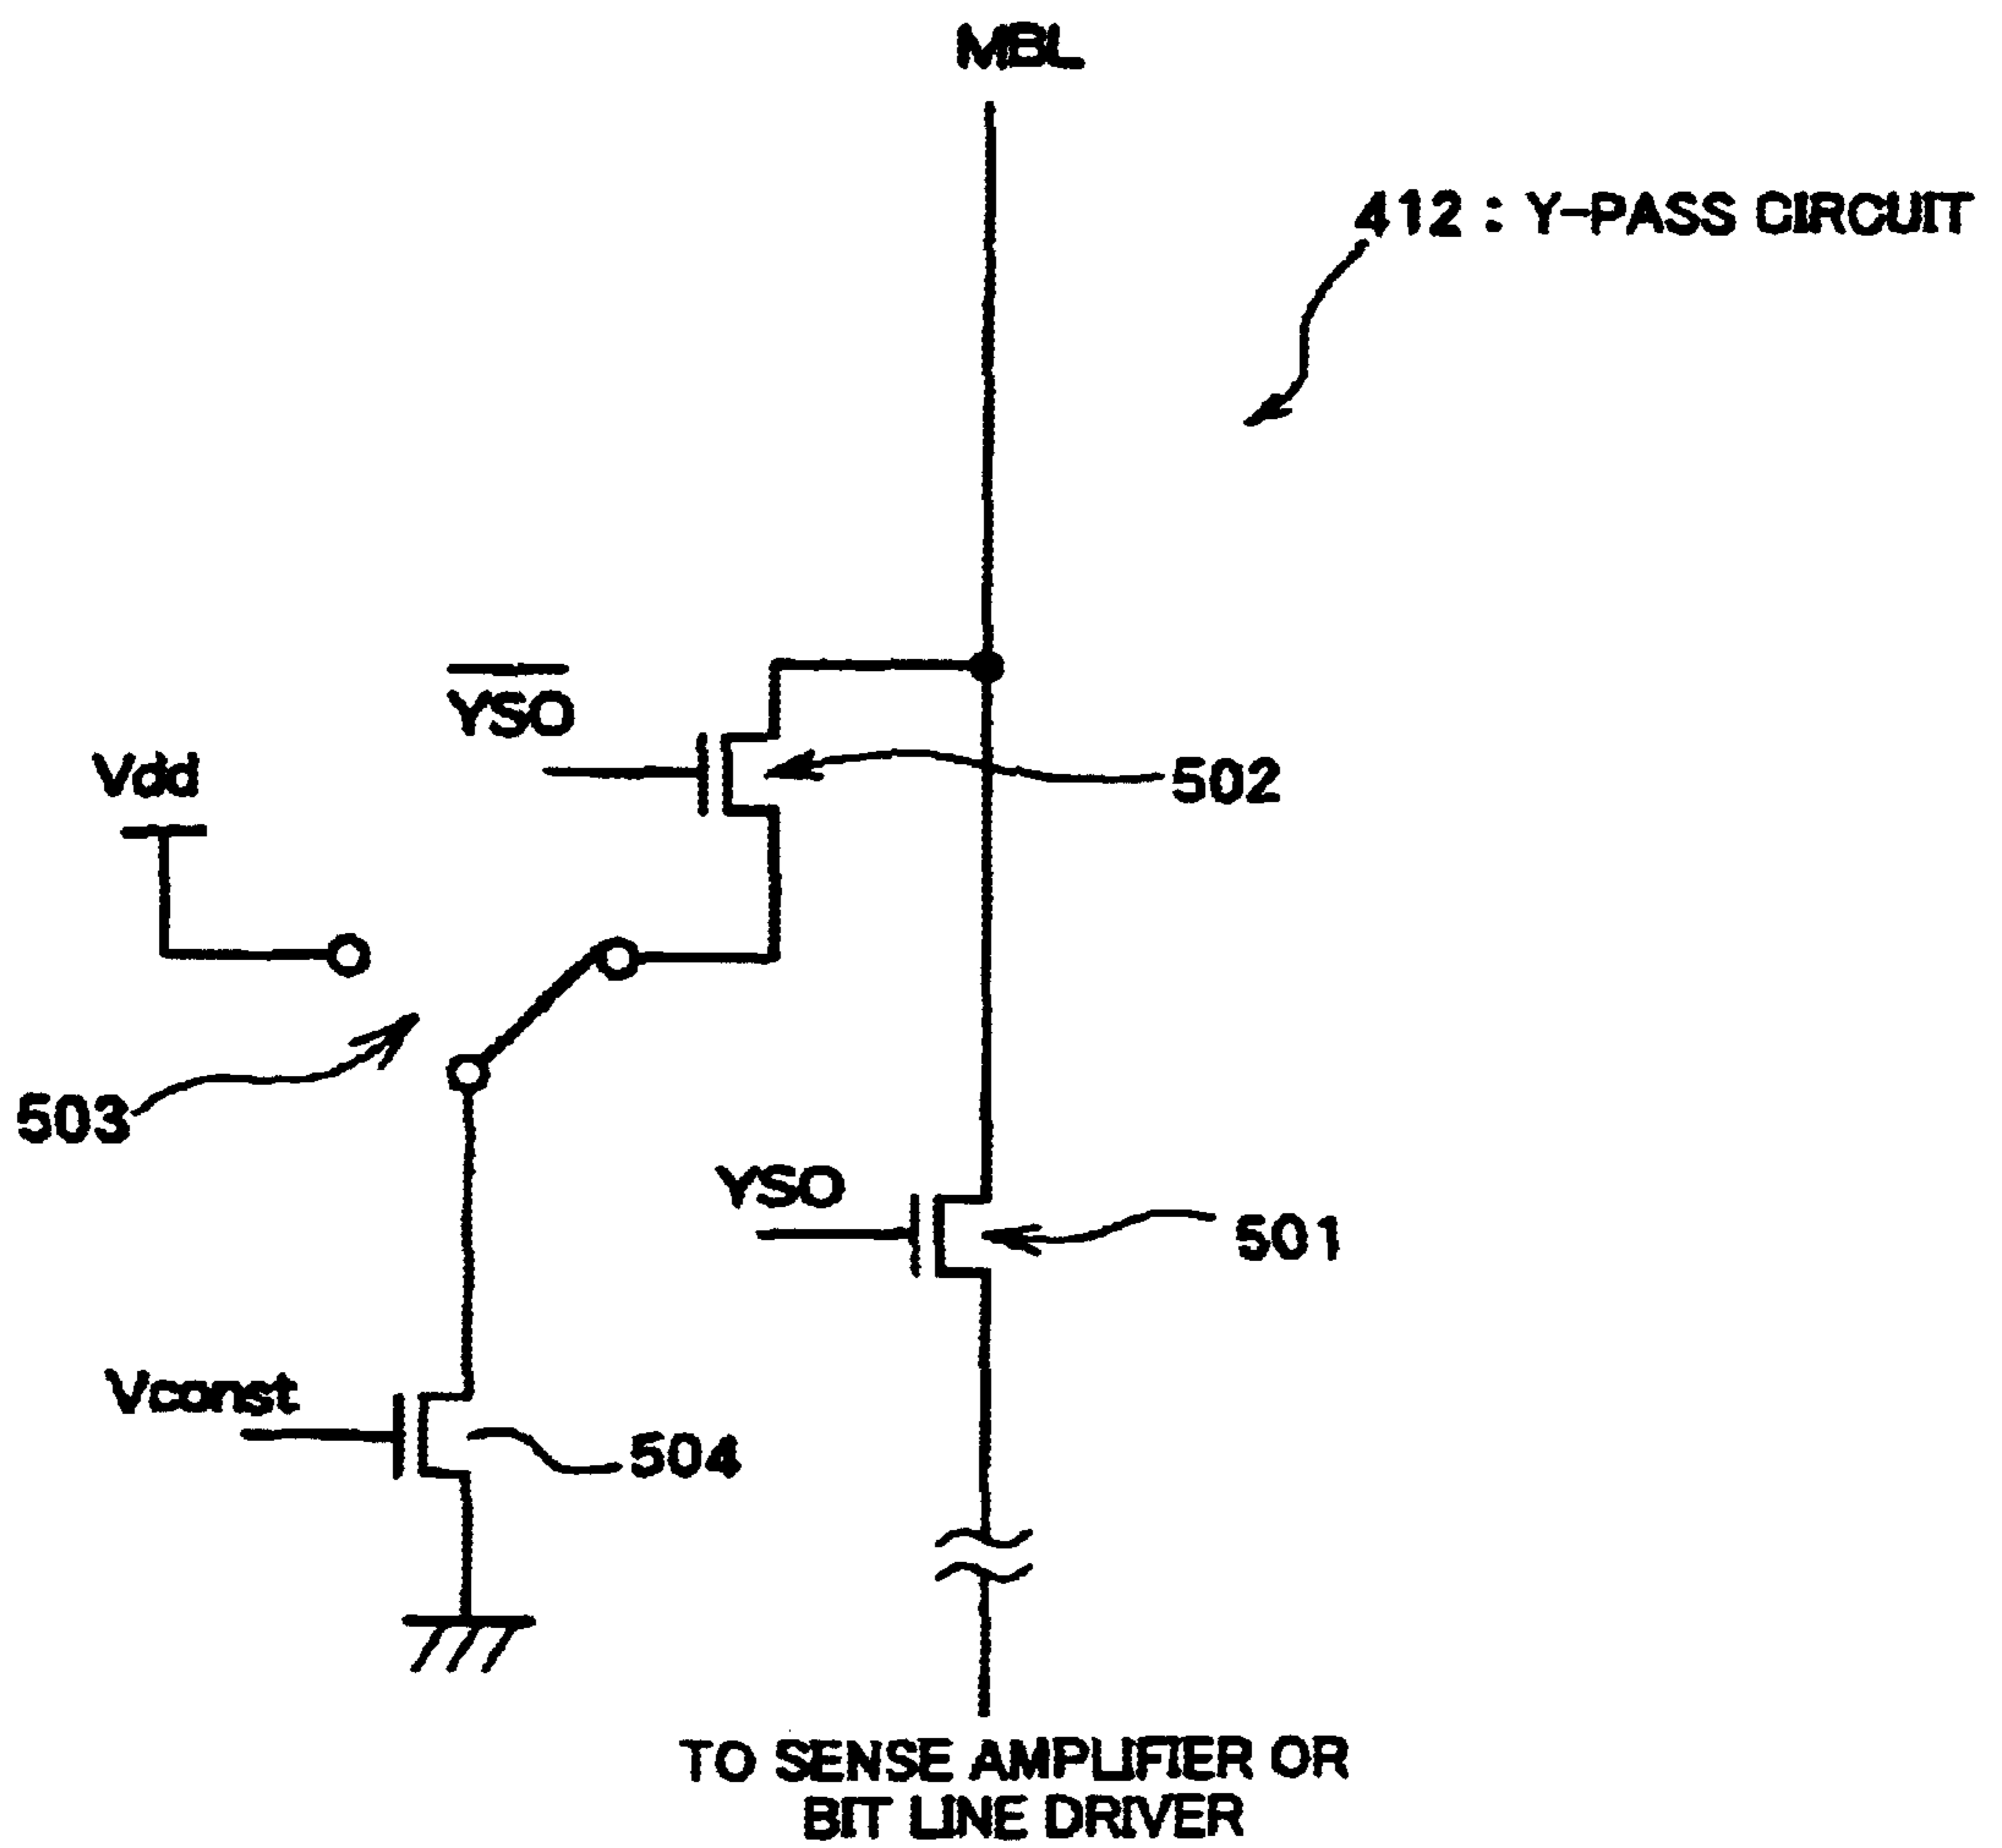 MBL
412 : Y-PASS CIRCUIT
YSO
Vdd
502
503
YSO
501
Vconst
504
TO SENSE AMPLIFIER OR
BIT LINE DRIVER